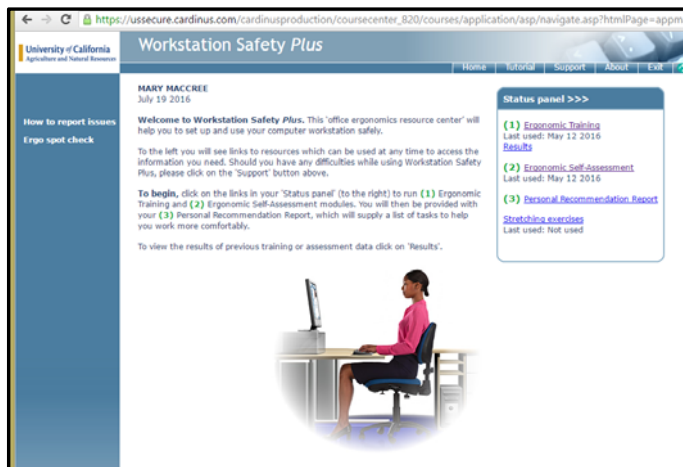 https://ussecure.cardinus.com/cardinusproduction/coursecenter_820/courses/application/asp/navigate.asp?htmlPage=appm
University of California
Agriculture and Natural Resources
Workstation Safety Plus
Home | Tutorial | Support | About | Exit
How to report issues
Ergo spot check
MARY MACCREE
July 19 2016
Welcome to Workstation Safety Plus. This 'office ergonomics resource center' will
help you to set up and use your computer workstation safely.
To the left you will see links to resources which can be used at any time to access the
information you need. Should you have any difficulties while using Workstation Safety
Plus, please click on the 'Support' button above.
To begin, click on the links in your 'Status panel' (to the right) to run (1) Ergonomic
Training and (2) Ergonomic Self-Assessment modules. You will then be provided with
your (3) Personal Recommendation Report, which will supply a list of tasks to help
you work more comfortably.
To view the results of previous training or assessment data click on 'Results'.
Status panel >>>
(1) Ergonomic Training
Last used: May 12 2016
Results
(2) Ergonomic Self-Assessment
Last used: May 12 2016
(3) Personal Recommendation Report
Stretching exercises
Last used: Not used